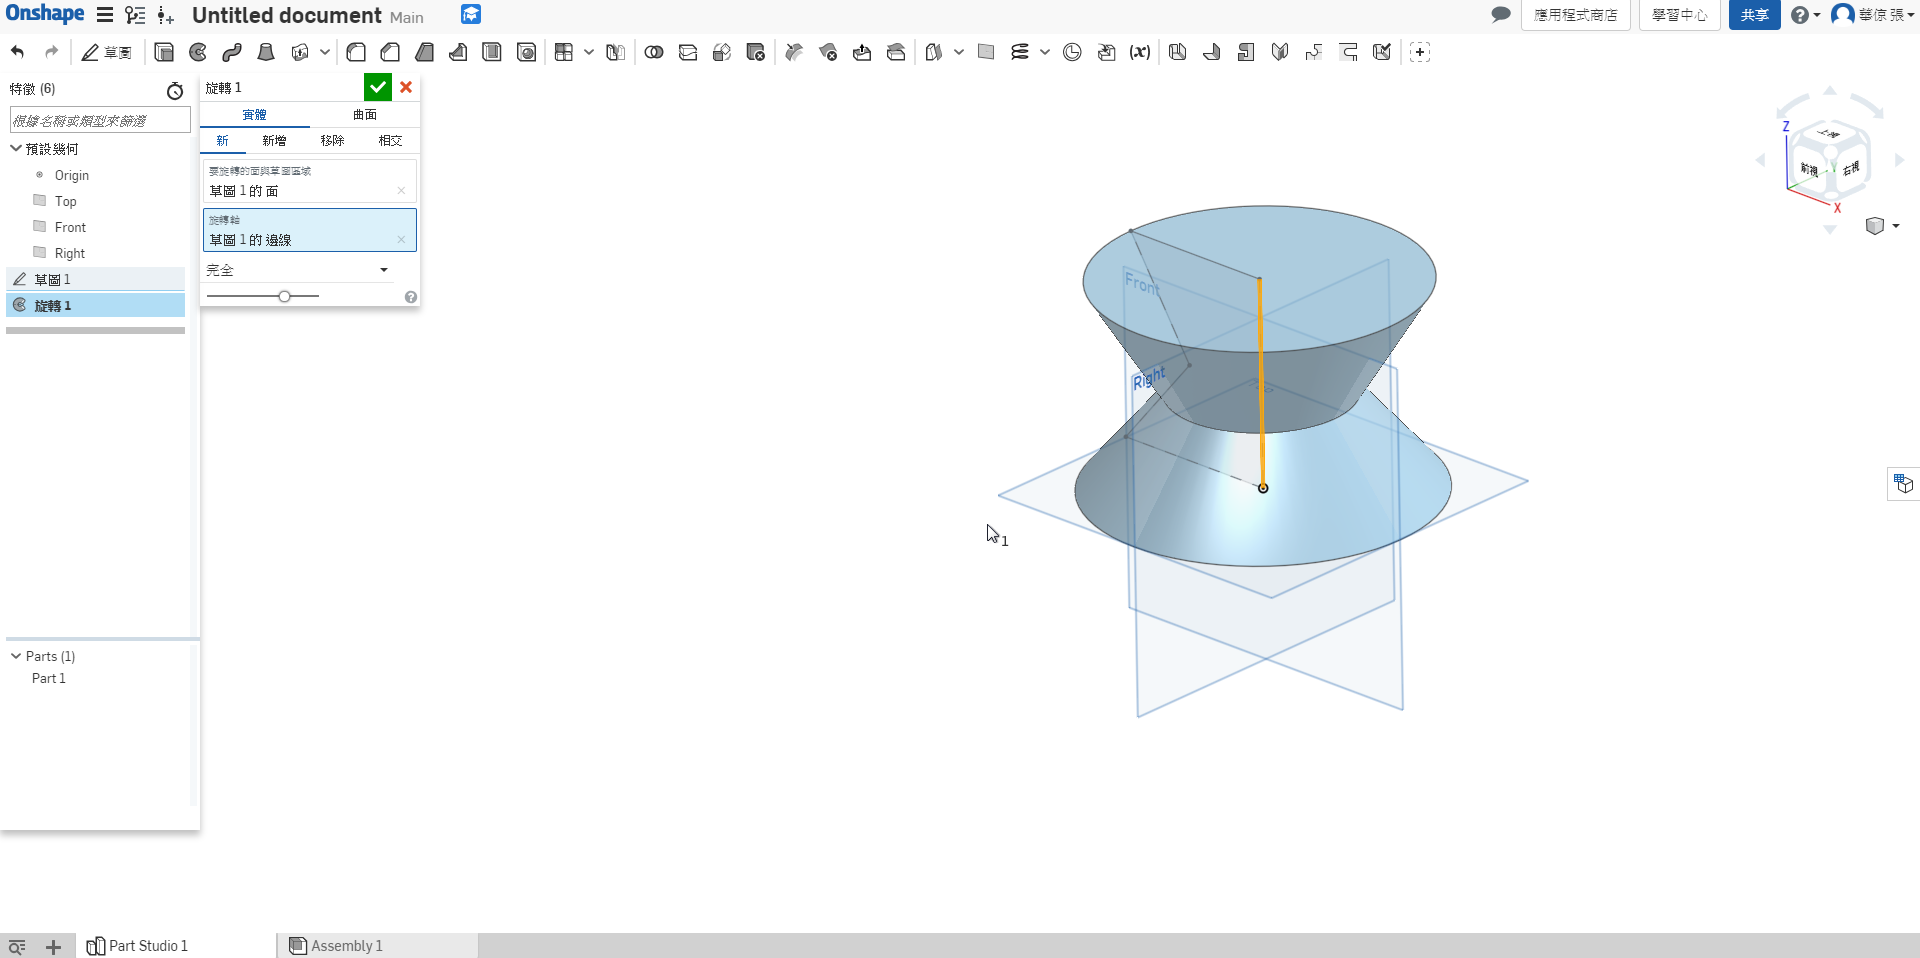 Onshape
Untitled document Main
應用程式商店
學習中心
共享
華倞 張
草圖
(x)
特徵 (6)
根據名稱或類型來篩選
預設幾何
Origin
Top
Front
Right
草圖 1
旋轉 1
Parts (1)
Part 1
旋轉 1
實體 曲面
新 新增 移除 相交
要旋轉的面與草圖區域
草圖 1 的 面
旋轉軸
草圖 1 的 邊線
完全
Front
Right
Top
1
Z
上視
前視
右視
Y
X
Part Studio 1
Assembly 1